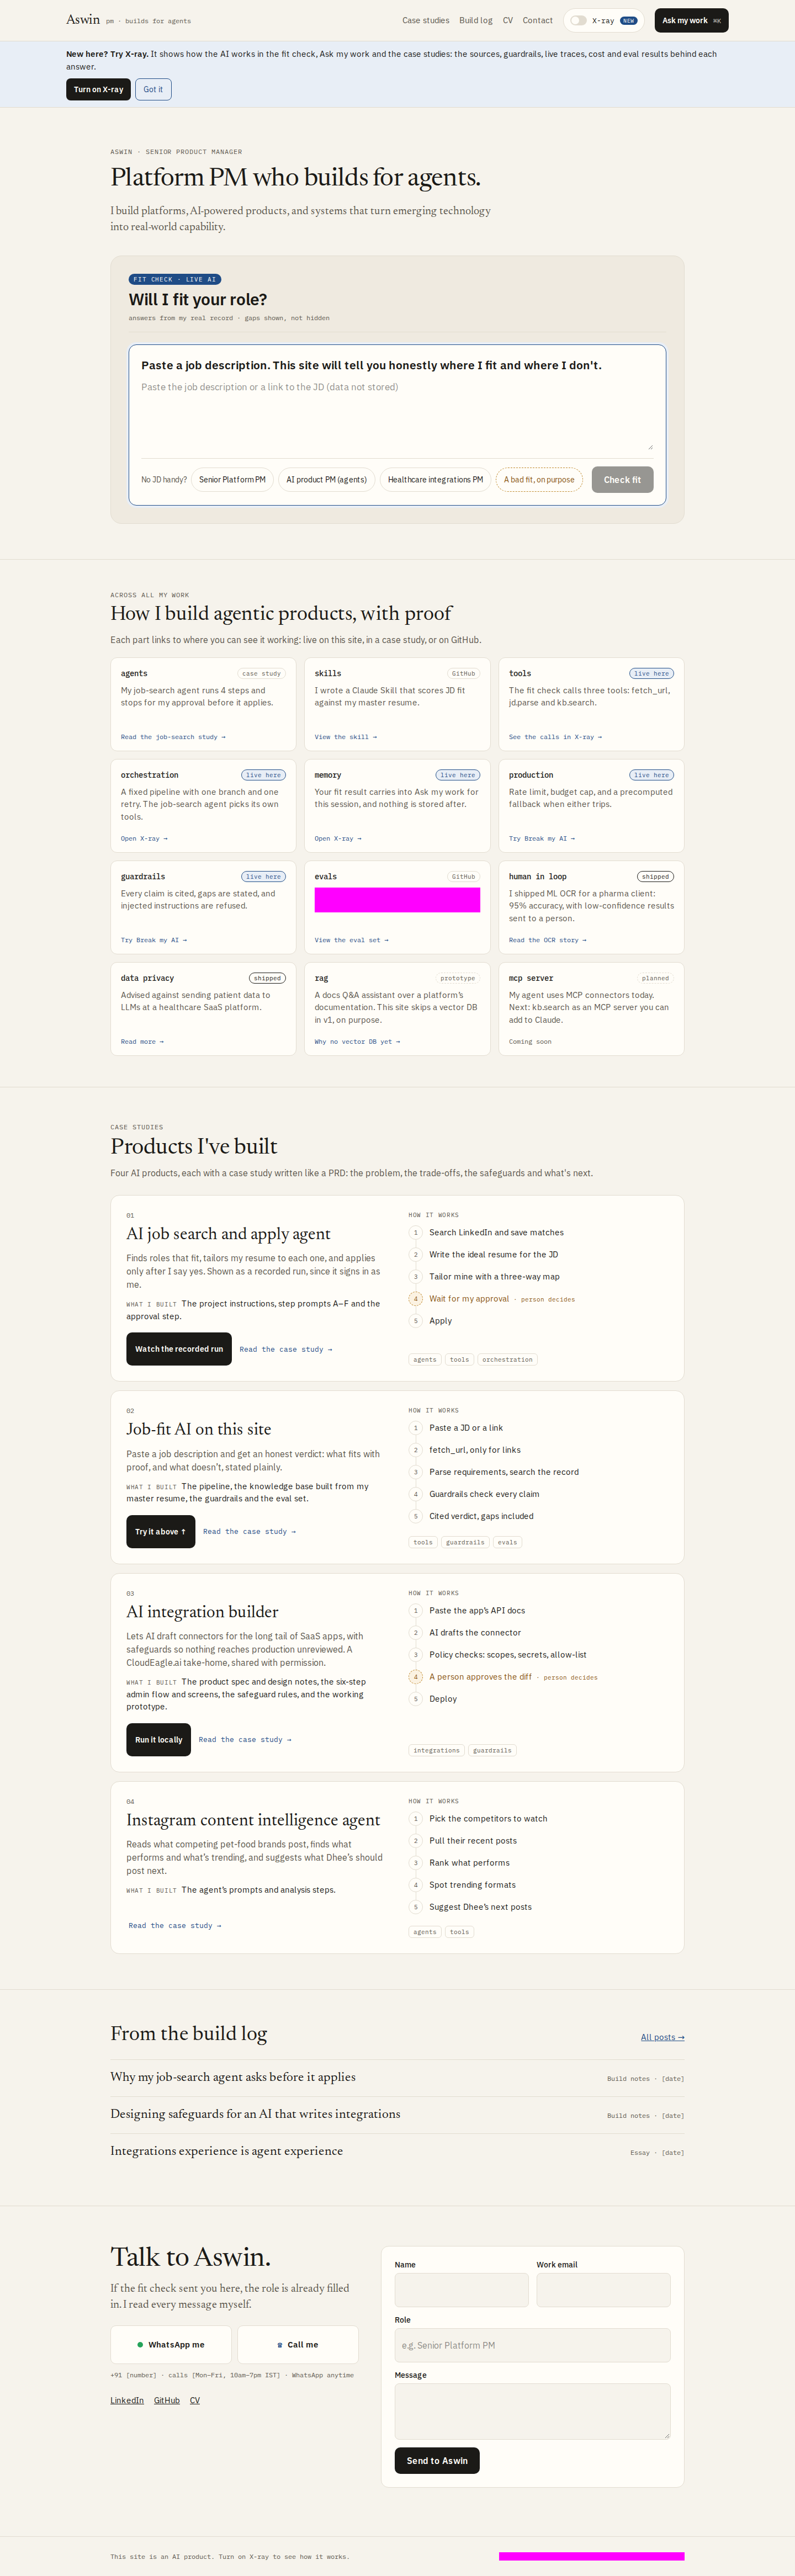 Aswin pm · builds for agents
Case studies Build log CV Contact X-ray NEW Ask my work ⌘K
New here? Try X-ray. It shows how the AI works in the fit check, Ask my work and the case studies: the sources, guardrails, live traces, cost and eval results behind each
answer.
Turn on X-ray Got it
ASWIN · SENIOR PRODUCT MANAGER
Platform PM who builds for agents.
I build platforms, AI-powered products, and systems that turn emerging technology
into real-world capability.
FIT CHECK · LIVE AI
Will I fit your role?
answers from my real record · gaps shown, not hidden
Paste a job description. This site will tell you honestly where I fit and where I don't.
Paste the job description or a link to the JD (data not stored)
No JD handy? Senior Platform PM AI product PM (agents) Healthcare integrations PM A bad fit, on purpose Check fit
ACROSS ALL MY WORK
How I build agentic products, with proof
Each part links to where you can see it working: live on this site, in a case study, or on GitHub.
agents case study
My job-search agent runs 4 steps and
stops for my approval before it applies.
Read the job-search study →
skills GitHub
I wrote a Claude Skill that scores JD fit
against my master resume.
View the skill →
tools live here
The fit check calls three tools: fetch_url,
jd.parse and kb.search.
See the calls in X-ray →
orchestration live here
A fixed pipeline with one branch and one
retry. The job-search agent picks its own
tools.
Open X-ray →
memory live here
Your fit result carries into Ask my work for
this session, and nothing is stored after.
Open X-ray →
production live here
Rate limit, budget cap, and a precomputed
fallback when either trips.
Try Break my AI →
guardrails live here
Every claim is cited, gaps are stated, and
injected instructions are refused.
Try Break my AI →
evals GitHub
View the eval set →
human in loop shipped
I shipped ML OCR for a pharma client:
95% accuracy, with low-confidence results
sent to a person.
Read the OCR story →
data privacy shipped
Advised against sending patient data to
LLMs at a healthcare SaaS platform.
Read more →
rag prototype
A docs Q&A assistant over a platform's
documentation. This site skips a vector DB
in v1, on purpose.
Why no vector DB yet →
mcp server planned
My agent uses MCP connectors today.
Next: kb.search as an MCP server you can
add to Claude.
Coming soon
CASE STUDIES
Products I've built
Four AI products, each with a case study written like a PRD: the problem, the trade-offs, the safeguards and what's next.
01
AI job search and apply agent
Finds roles that fit, tailors my resume to each one, and applies
only after I say yes. Shown as a recorded run, since it signs in as
me.
WHAT I BUILT The project instructions, step prompts A–F and the
approval step.
Watch the recorded run Read the case study →
HOW IT WORKS
1 Search LinkedIn and save matches
2 Write the ideal resume for the JD
3 Tailor mine with a three-way map
4 Wait for my approval · person decides
5 Apply
agents tools orchestration
02
Job-fit AI on this site
Paste a job description and get an honest verdict: what fits with
proof, and what doesn't, stated plainly.
WHAT I BUILT The pipeline, the knowledge base built from my
master resume, the guardrails and the eval set.
Try it above ↑ Read the case study →
HOW IT WORKS
1 Paste a JD or a link
2 fetch_url, only for links
3 Parse requirements, search the record
4 Guardrails check every claim
5 Cited verdict, gaps included
tools guardrails evals
03
AI integration builder
Lets AI draft connectors for the long tail of SaaS apps, with
safeguards so nothing reaches production unreviewed. A
CloudEagle.ai take-home, shared with permission.
WHAT I BUILT The product spec and design notes, the six-step
admin flow and screens, the safeguard rules, and the working
prototype.
Run it locally Read the case study →
HOW IT WORKS
1 Paste the app's API docs
2 AI drafts the connector
3 Policy checks: scopes, secrets, allow-list
4 A person approves the diff · person decides
5 Deploy
integrations guardrails
04
Instagram content intelligence agent
Reads what competing pet-food brands post, finds what
performs and what's trending, and suggests what Dhee's should
post next.
WHAT I BUILT The agent's prompts and analysis steps.
Read the case study →
HOW IT WORKS
1 Pick the competitors to watch
2 Pull their recent posts
3 Rank what performs
4 Spot trending formats
5 Suggest Dhee's next posts
agents tools
From the build log All posts →
Why my job-search agent asks before it applies Build notes · [date]
Designing safeguards for an AI that writes integrations Build notes · [date]
Integrations experience is agent experience Essay · [date]
Talk to Aswin.
If the fit check sent you here, the role is already filled
in. I read every message myself.
WhatsApp me ☎ Call me
+91 [number] · calls [Mon–Fri, 10am–7pm IST] · WhatsApp anytime
LinkedIn GitHub CV
Name Work email
Role
e.g. Senior Platform PM
Message
Send to Aswin
This site is an AI product. Turn on X-ray to see how it works.